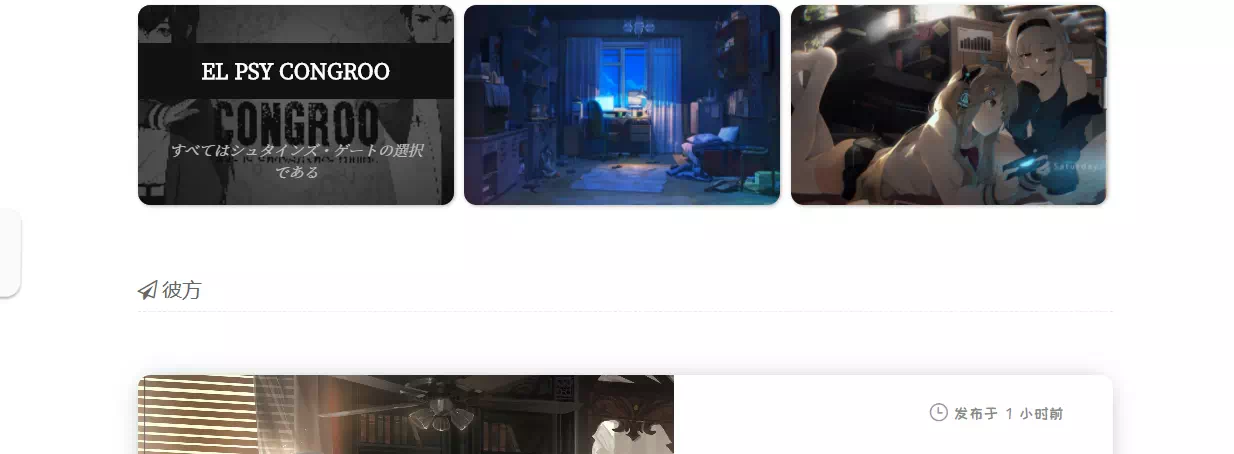 EL PSY CONGROO
CONGROO
すべてはシュタインズ・ゲートの選択
である
Saturday
彼方
发布于 1 小时前